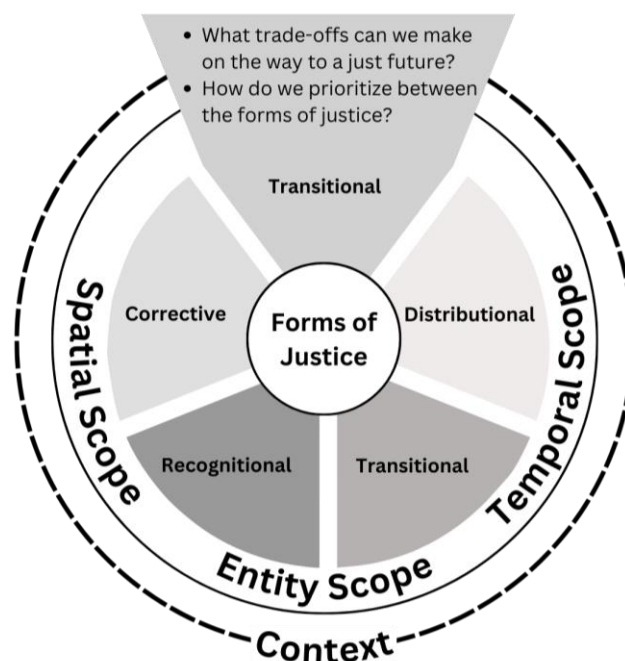 • What trade-offs can we make
on the way to a just future?
• How do we prioritize between
the forms of justice?
Transitional
Corrective
Forms of
Justice
Distributional
Recognitional
Transitional
Spatial Scope
Entity Scope
Temporal Scope
Context